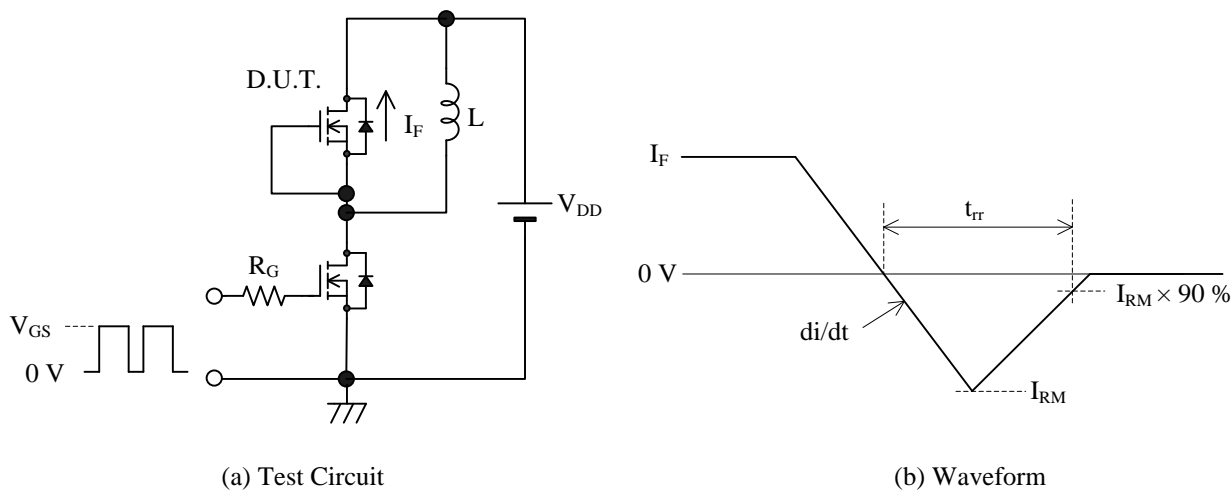 D.U.T.
I_F
L
V_DD
R_G
V_GS
0 V
(a) Test Circuit
I_F
t_rr
0 V
I_RM × 90 %
di/dt
I_RM
(b) Waveform